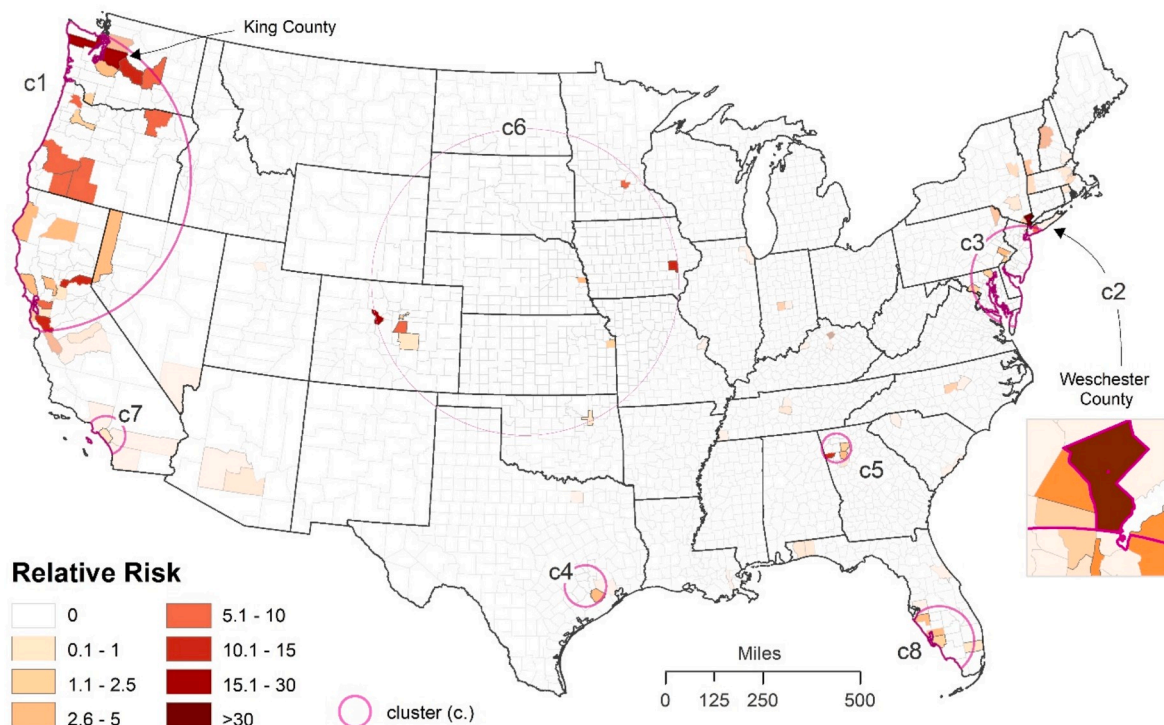 King County
c1
c6
c3
c2
Weschester
County
c7
c5
c4
c8
Relative Risk
0
0.1 - 1
1.1 - 2.5
2.6 - 5
5.1 - 10
10.1 - 15
15.1 - 30
>30
cluster (c.)
Miles
0 125 250 500